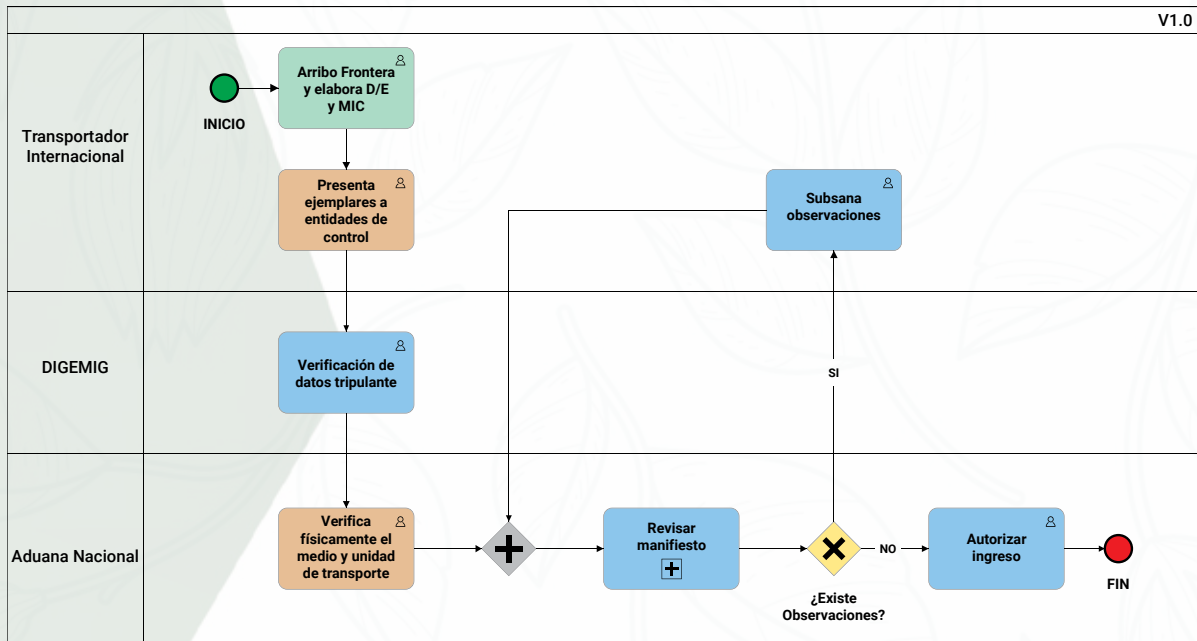 V1.0
Transportador
Internacional
INICIO
Arribo Frontera
y elabora D/E
y MIC
Presenta
ejemplares a
entidades de
control
Subsana
observaciones
DIGEMIG
Verificación de
datos tripulante
SI
Aduana Nacional
Verifica
físicamente el
medio y unidad
de transporte
Revisar
manifiesto
¿Existe
Observaciones?
NO
Autorizar
ingreso
FIN